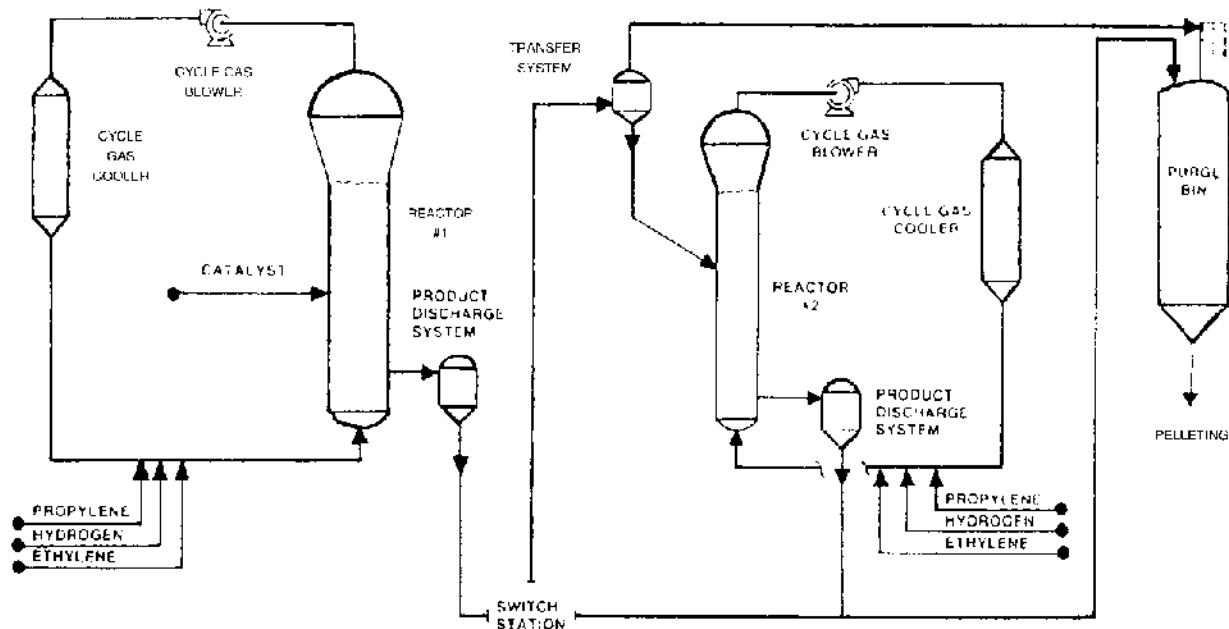 CYCLE GAS
BLOWER
CYCLE
GAS
COOLER
REACTOR
#1
CATALYST
PRODUCT
DISCHARGE
SYSTEM
PROPYLENE
HYDROGEN
ETHYLENE
TRANSFER
SYSTEM
CYCLE GAS
BLOWER
CYCLE GAS
COOLER
REACTOR
#2
PRODUCT
DISCHARGE
SYSTEM
PROPYLENE
HYDROGEN
ETHYLENE
SWITCH
STATION
PURGE
BIN
PELLETING